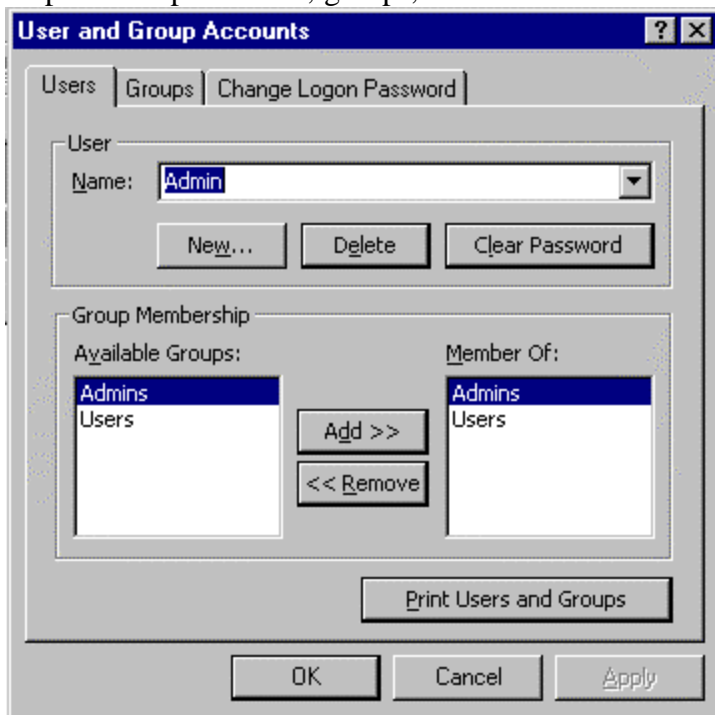 User and Group Accounts ? X
Users Groups Change Logon Password
User
Name: Admin
New... Delete Clear Password
Group Membership
Available Groups: Member Of:
Admins Admins
Users Users
Add >>
<< Remove
Print Users and Groups
OK Cancel Apply